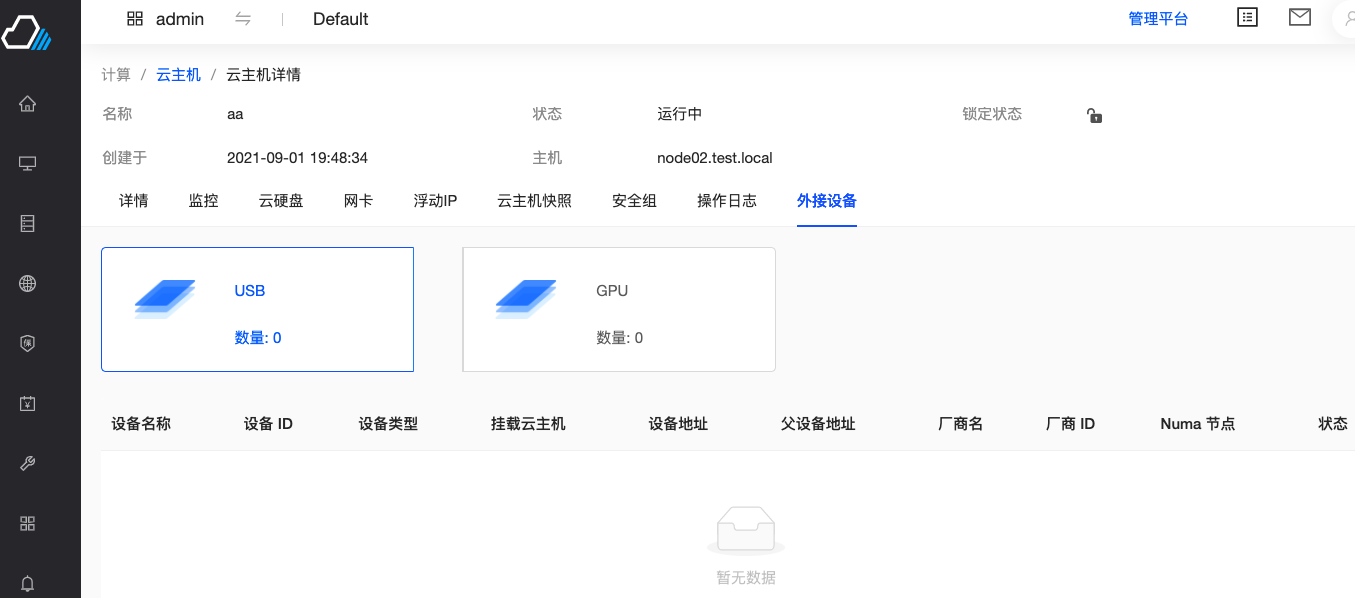 admin Default 管理平台
计算 / 云主机 / 云主机详情
名称 aa 状态 运行中 锁定状态
创建于 2021-09-01 19:48:34 主机 node02.test.local
详情 监控 云硬盘 网卡 浮动IP 云主机快照 安全组 操作日志 外接设备
USB GPU
数量: 0 数量: 0
设备名称 设备 ID 设备类型 挂载云主机 设备地址 父设备地址 厂商名 厂商 ID Numa 节点 状态
暂无数据